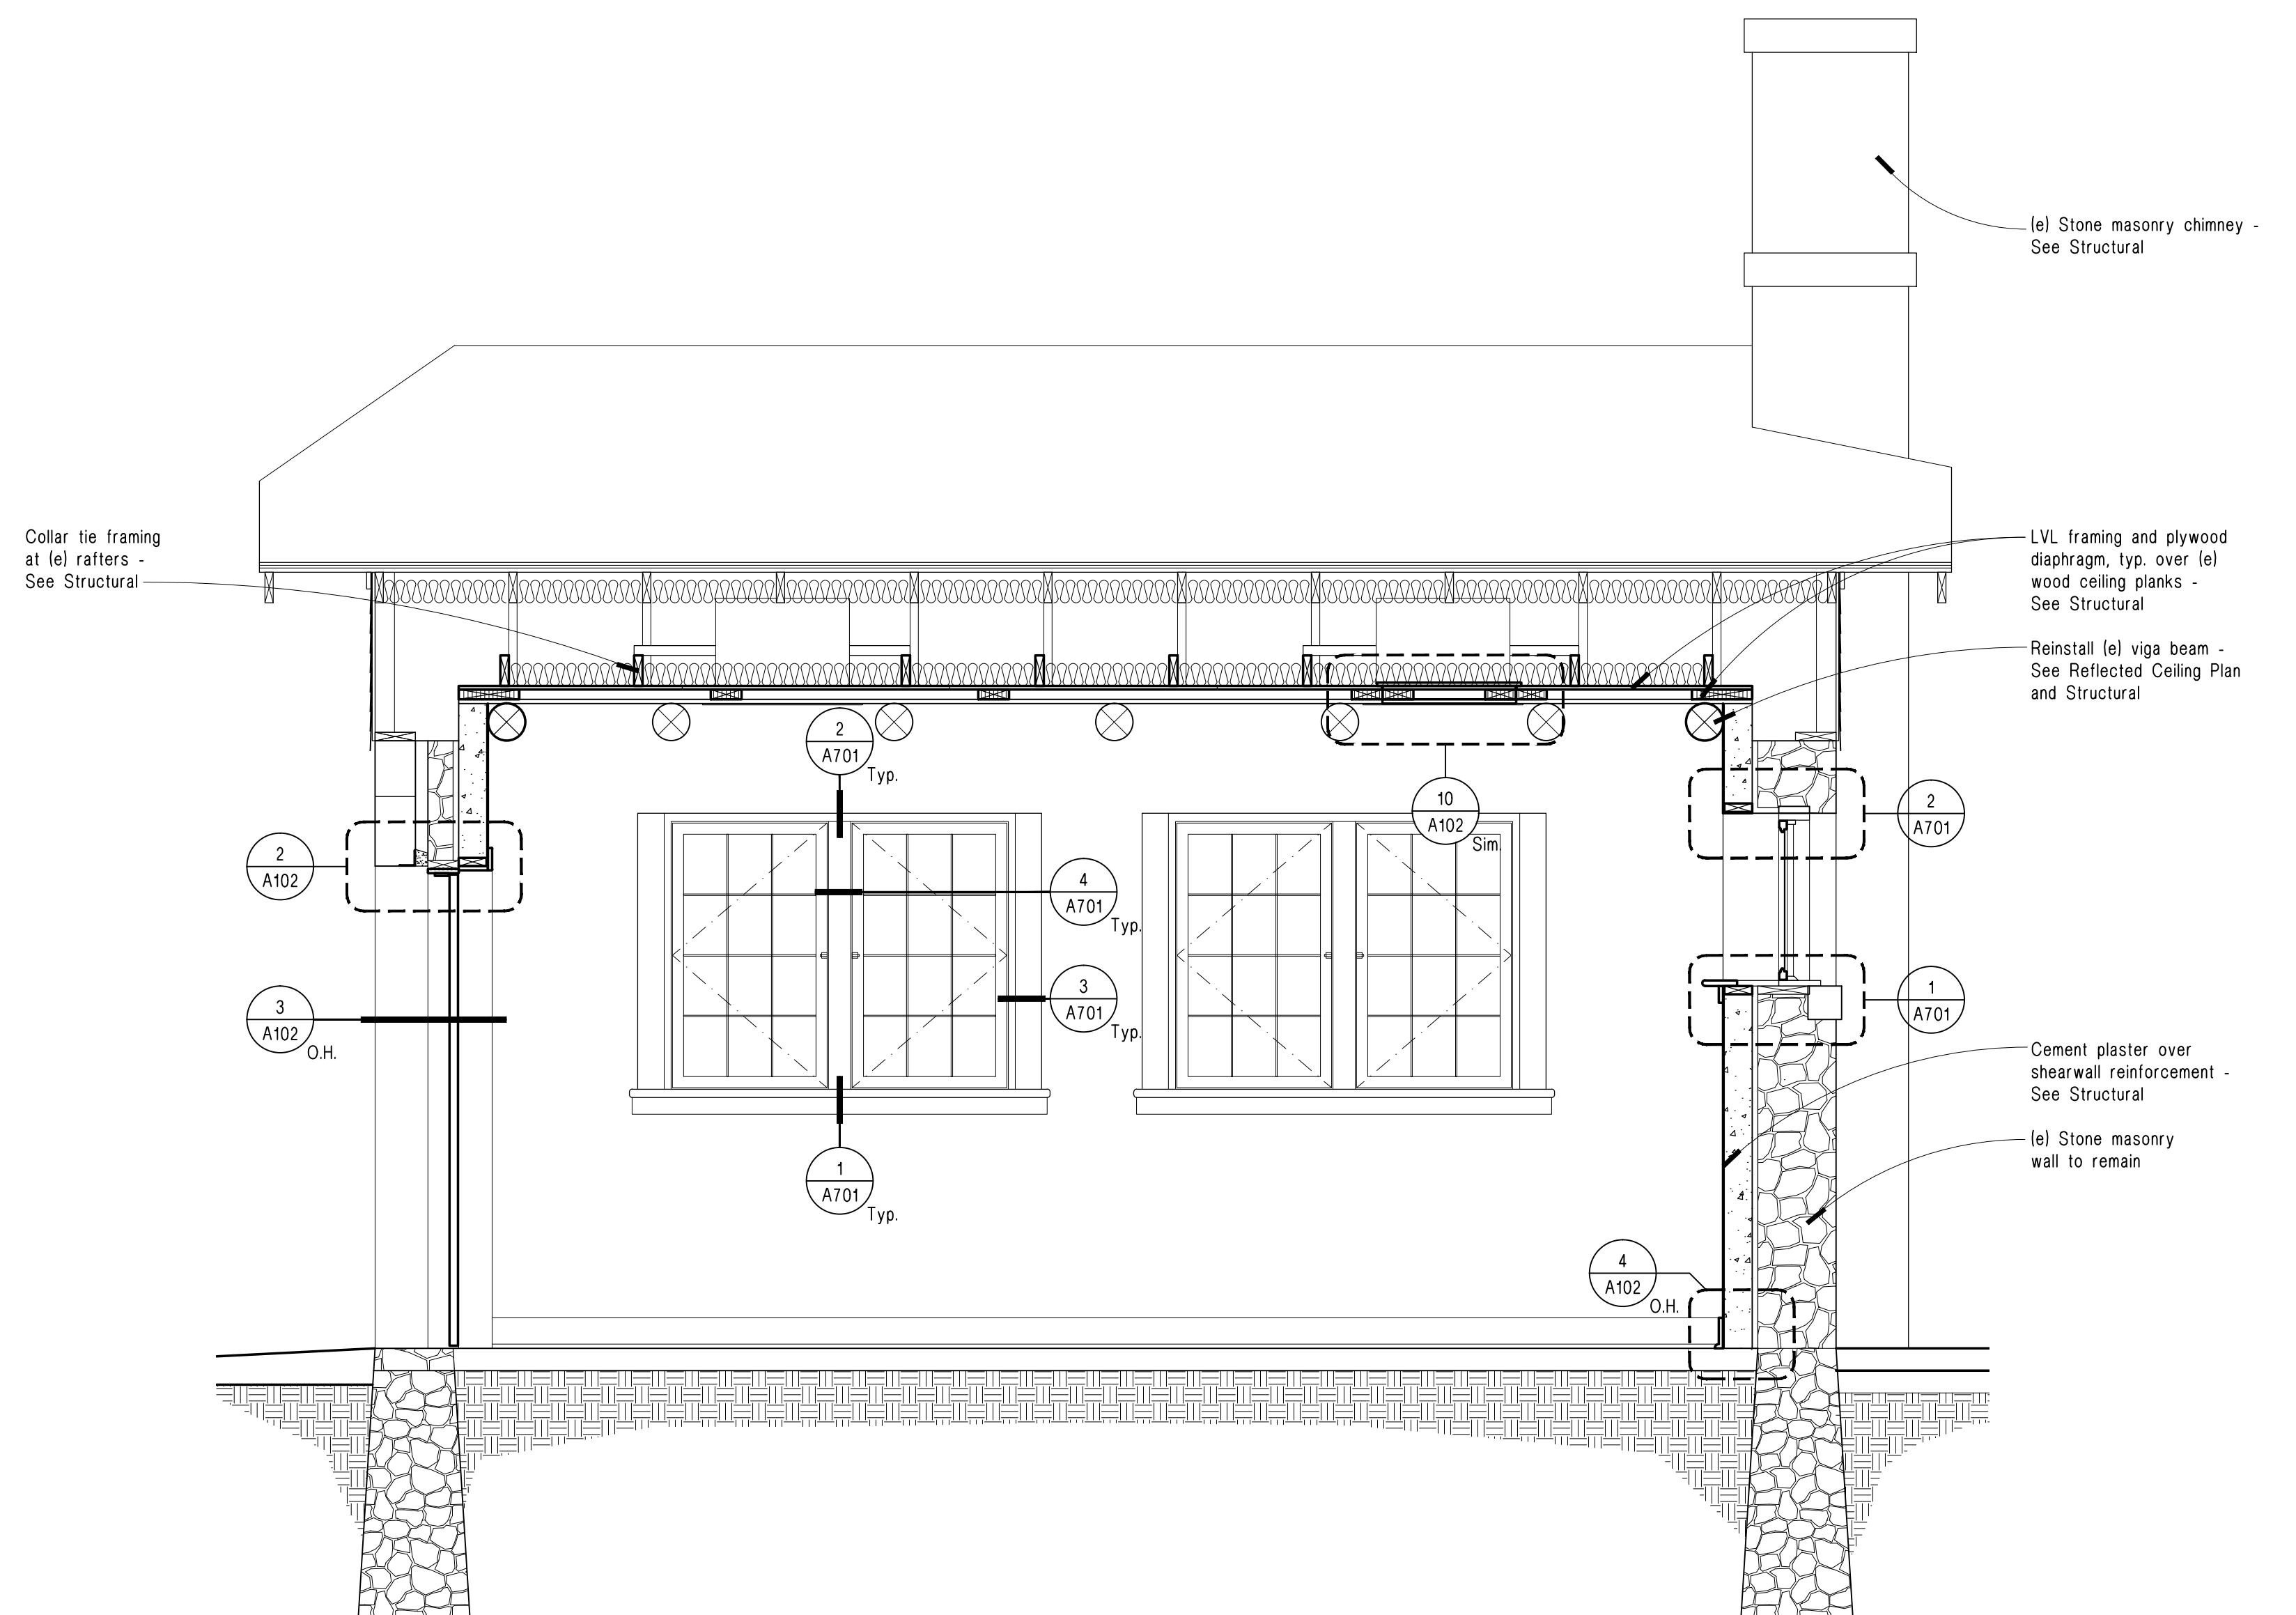 (e) Stone masonry chimney -
See Structural
Collar tie framing
at (e) rafters -
See Structural
LVL framing and plywood
diaphragm, typ. over (e)
wood ceiling planks -
See Structural
Reinstall (e) viga beam -
See Reflected Ceiling Plan
and Structural
2
A701
Typ.
10
A102
Sim.
2
A701
2
A102
4
A701
Typ.
3
A701
Typ.
1
A701
3
A102
O.H.
Cement plaster over
shearwall reinforcement -
See Structural
(e) Stone masonry
wall to remain
1
A701
Typ.
4
A102
O.H.